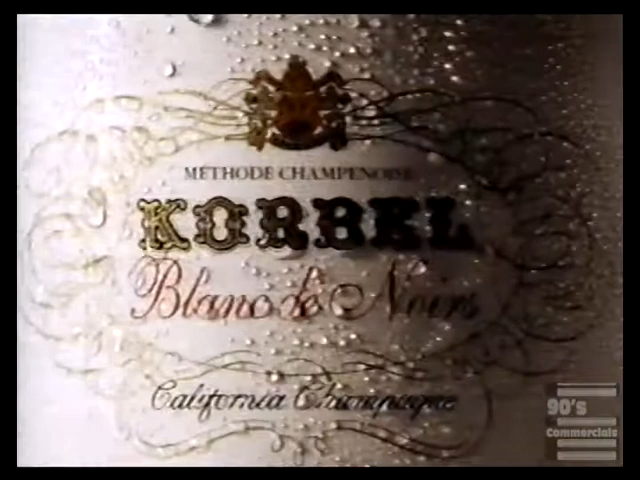 MÉTHODE CHAMPENOISE
KORBEL
Blanc de Noirs
California Champagne
90's
Commercials